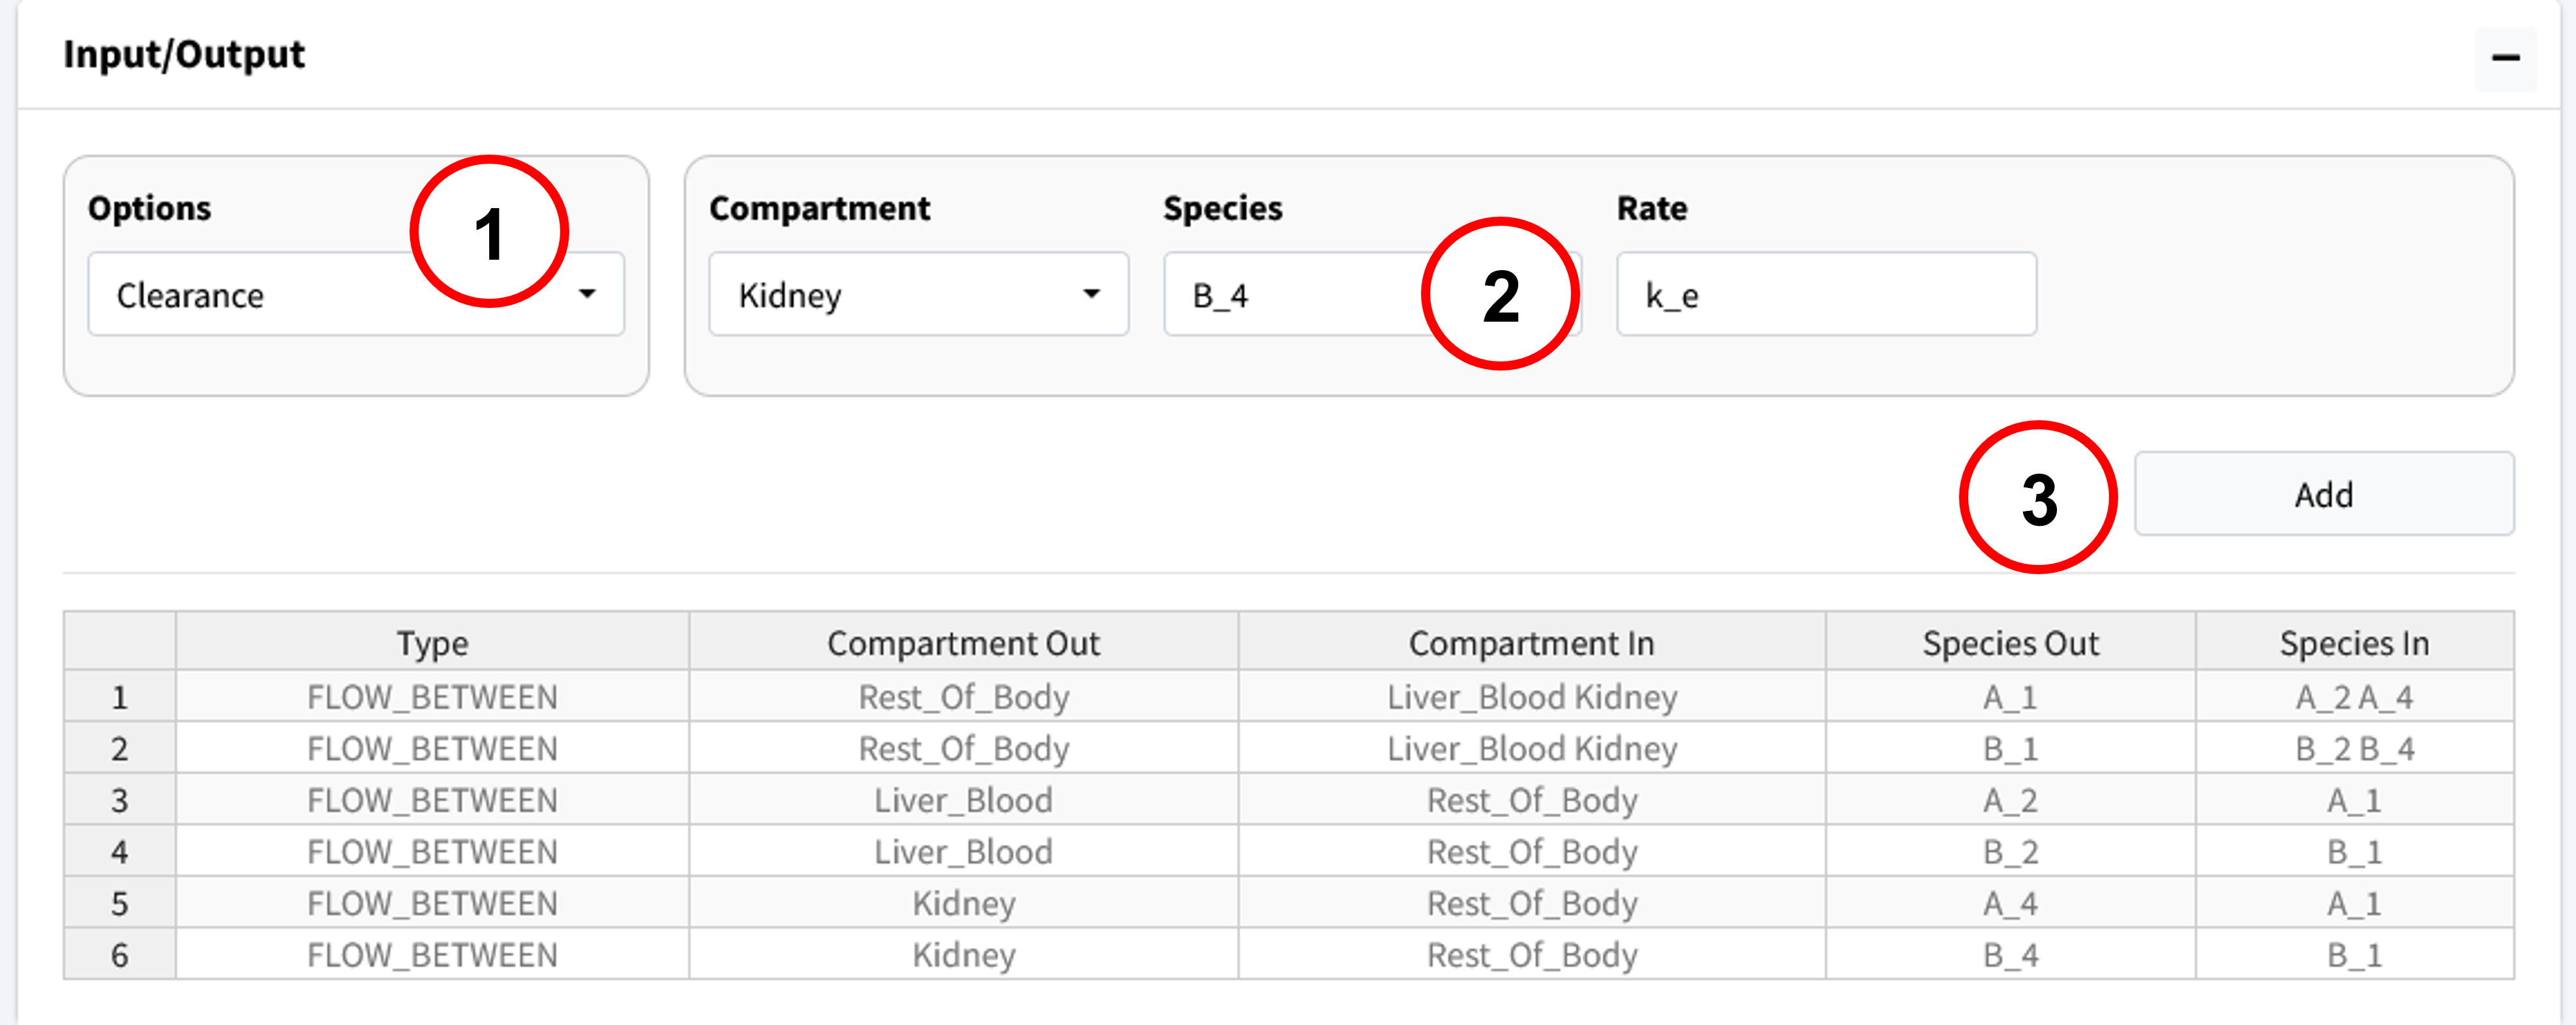 Input/Output
Options Compartment Species Rate
1
Clearance Kidney B_4 2 k_e
3 Add
Type Compartment Out Compartment In Species Out Species In
1 FLOW_BETWEEN Rest_Of_Body Liver_Blood Kidney A_1 A_2 A_4
2 FLOW_BETWEEN Rest_Of_Body Liver_Blood Kidney B_1 B_2 B_4
3 FLOW_BETWEEN Liver_Blood Rest_Of_Body A_2 A_1
4 FLOW_BETWEEN Liver_Blood Rest_Of_Body B_2 B_1
5 FLOW_BETWEEN Kidney Rest_Of_Body A_4 A_1
6 FLOW_BETWEEN Kidney Rest_Of_Body B_4 B_1